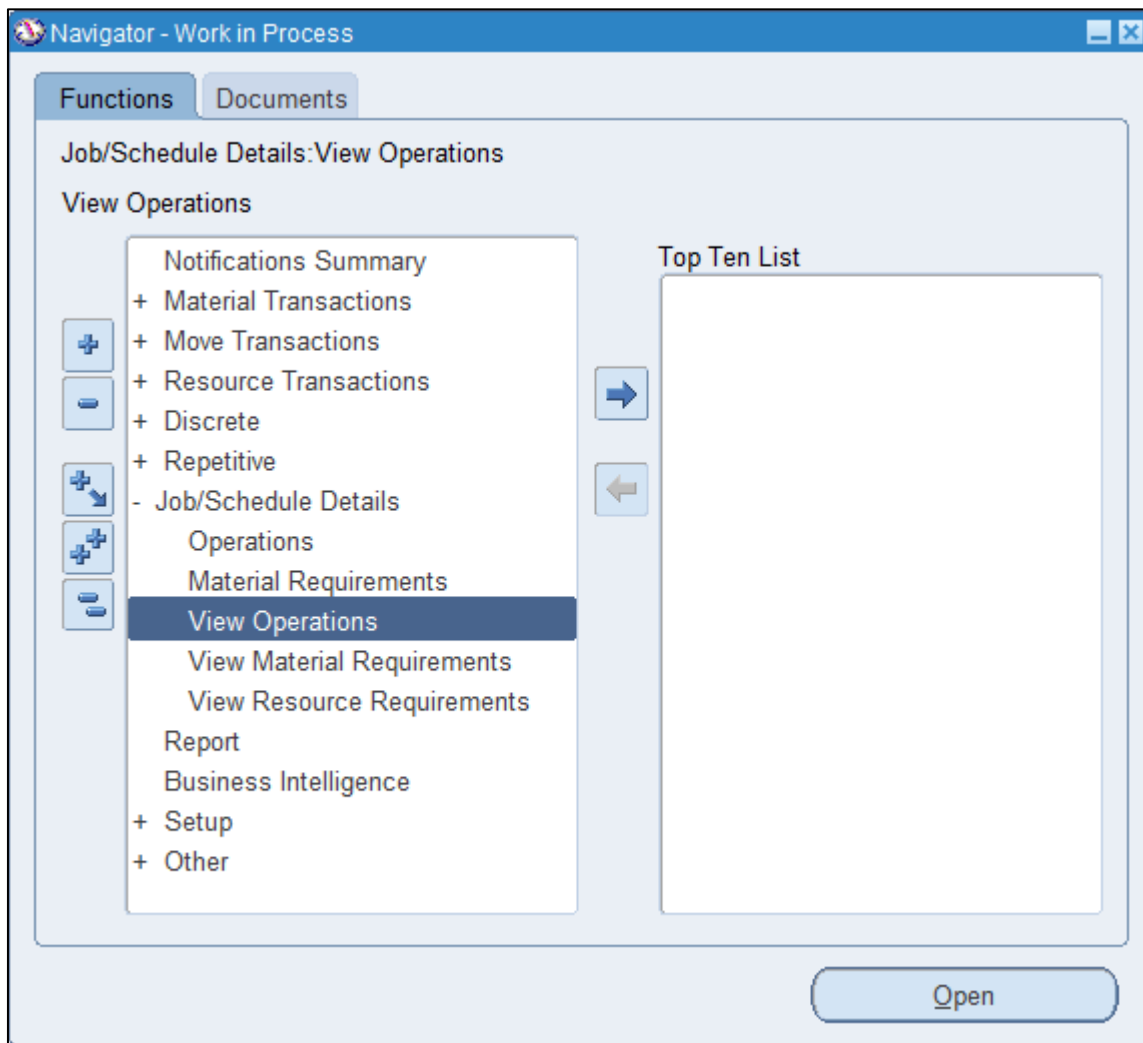 Navigator - Work in Process
Functions Documents
Job/Schedule Details:View Operations
View Operations
Top Ten List
Notifications Summary
+ Material Transactions
+ Move Transactions
+ Resource Transactions
+ Discrete
+ Repetitive
- Job/Schedule Details
Operations
Material Requirements
View Operations
View Material Requirements
View Resource Requirements
Report
Business Intelligence
+ Setup
+ Other
Open